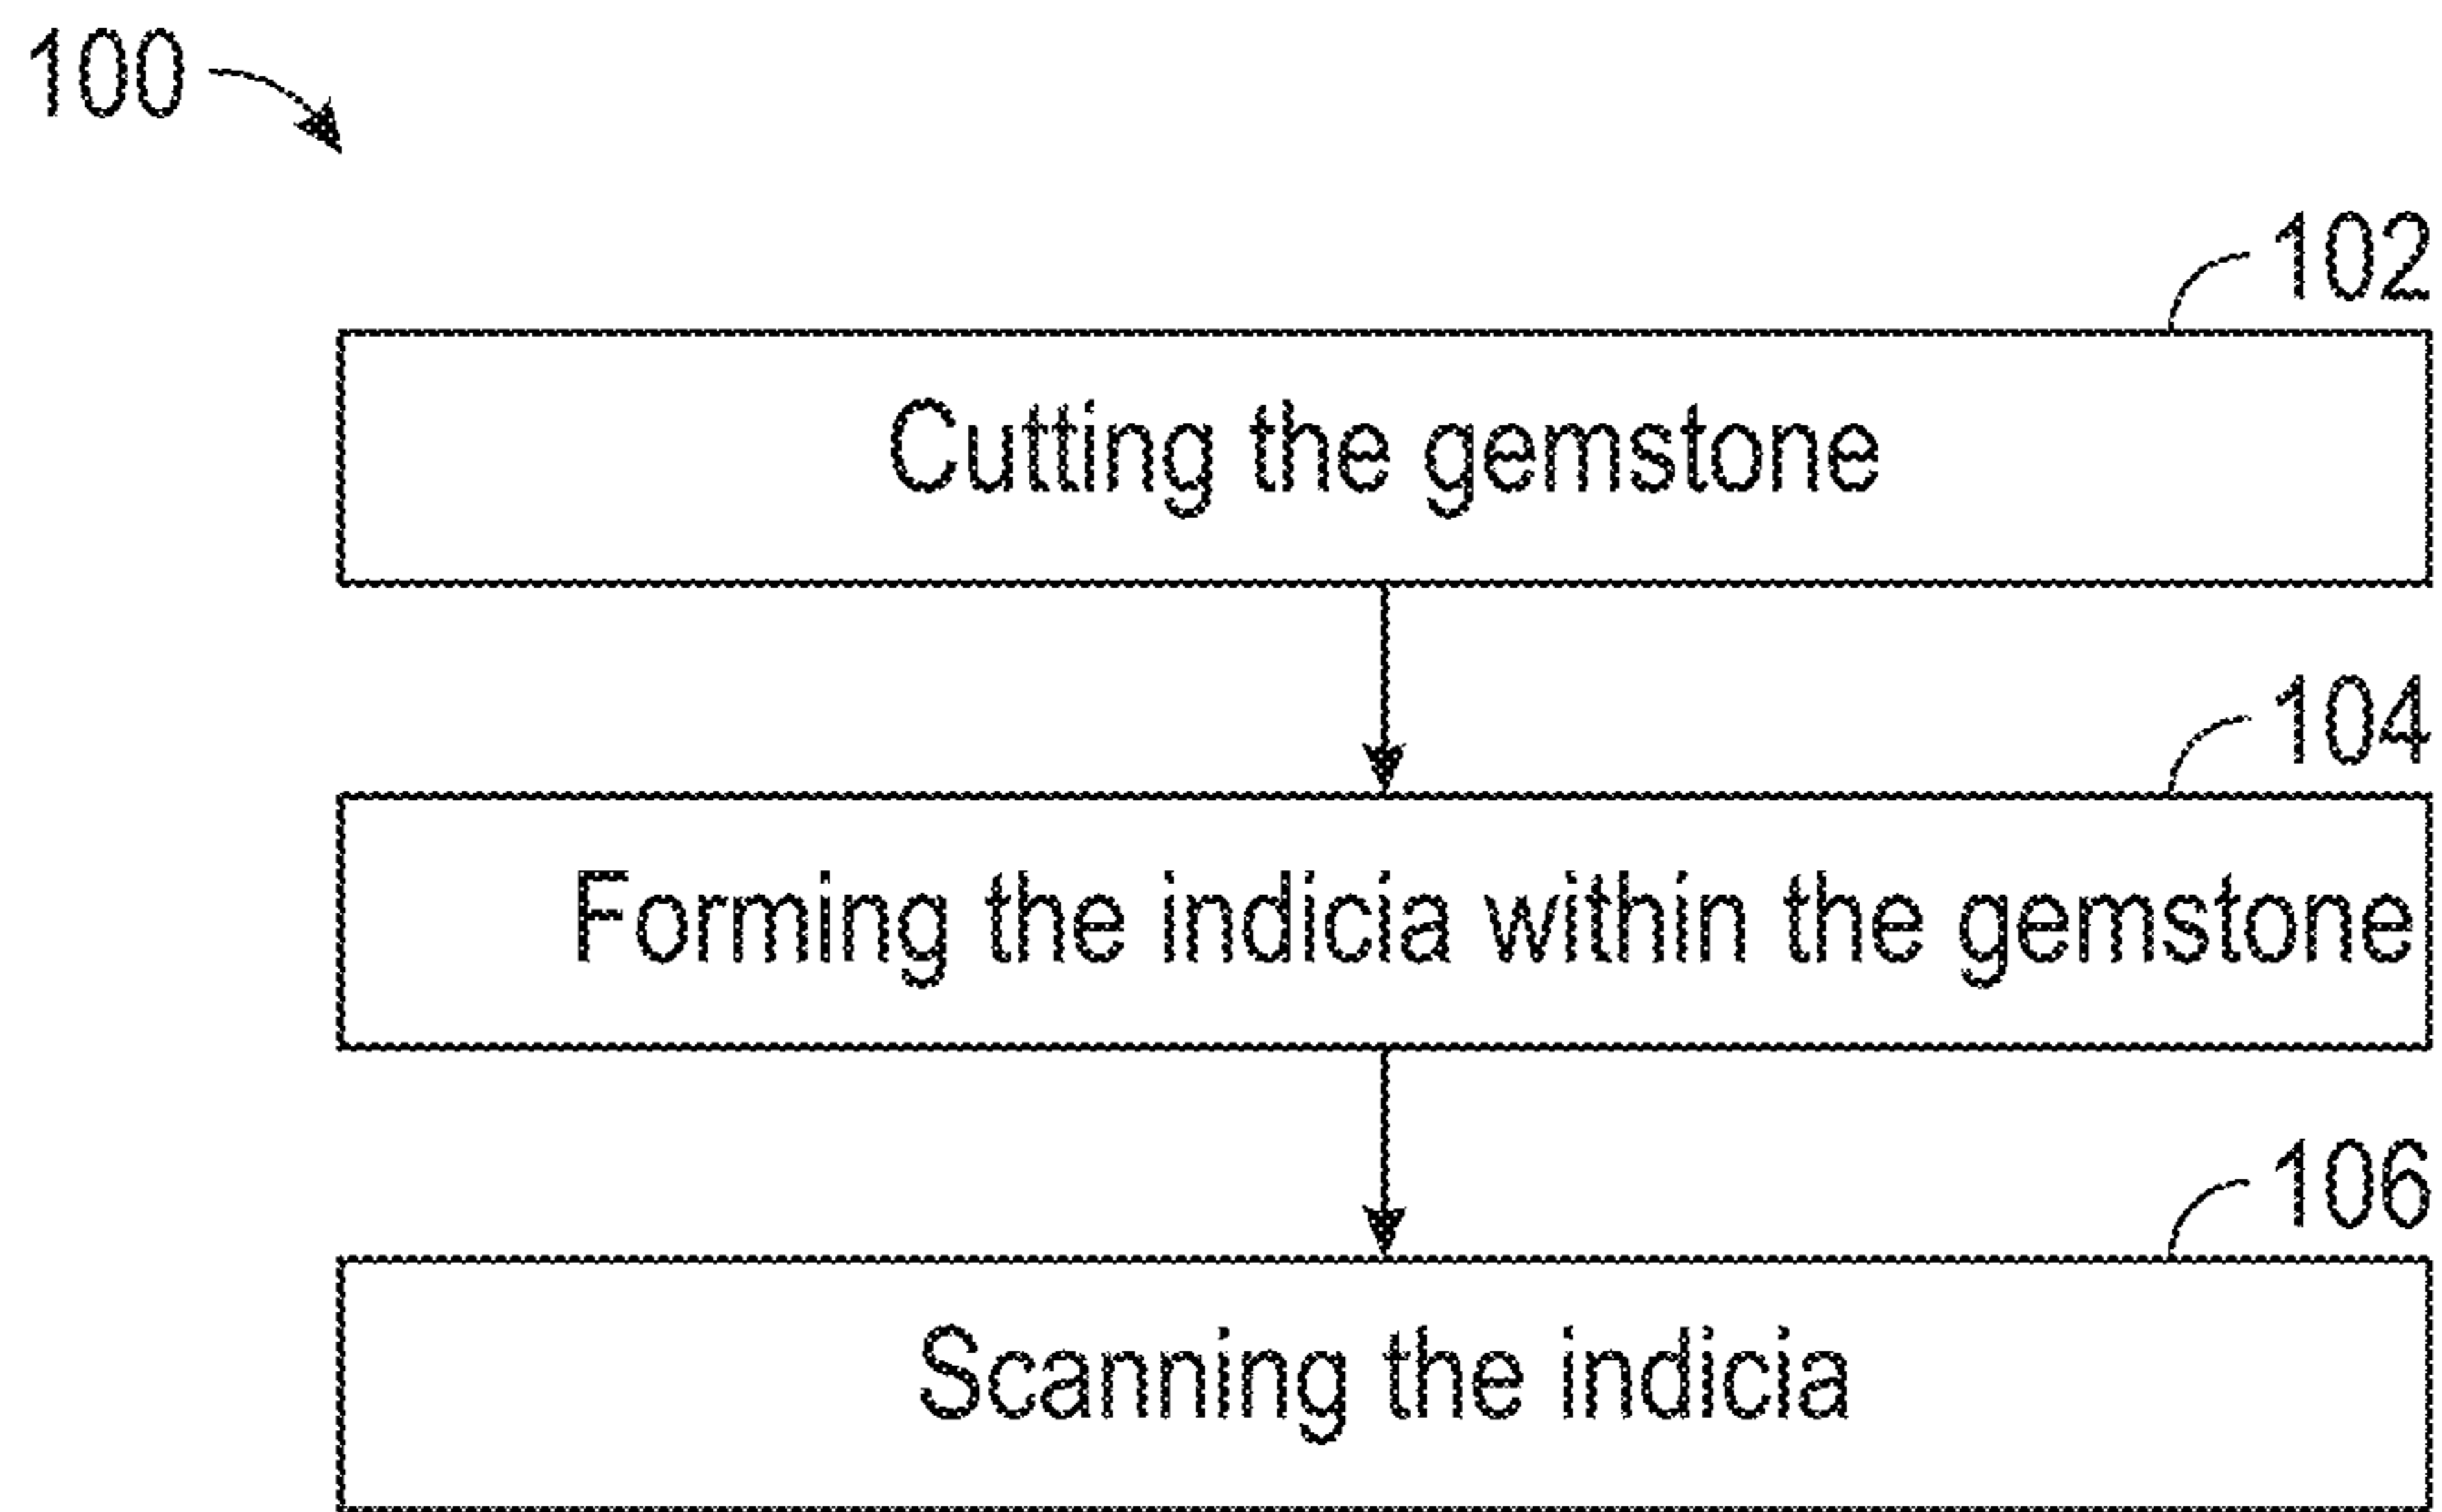 100
102
Cutting the gemstone
104
Forming the indicia within the gemstone
106
Scanning the indicia